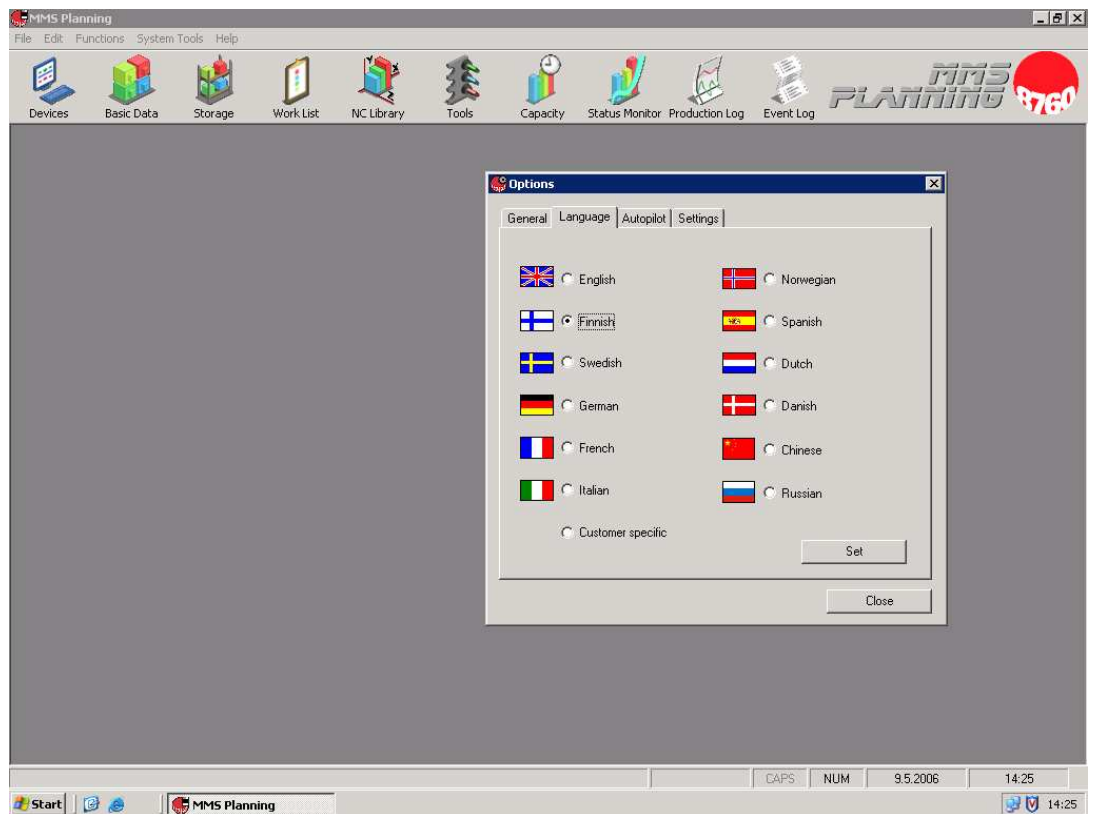 MMS Planning
File Edit Functions System Tools Help
MMS
PLANNING 8760
Devices Basic Data Storage Work List NC Library Tools Capacity Status Monitor Production Log Event Log
Options
General Language Autopilot Settings
English Norwegian
Finnish Spanish
Swedish Dutch
German Danish
French Chinese
Italian Russian
Customer specific
Set
Close
CAPS NUM 9.5.2006 14:25
Start MMS Planning 14:25